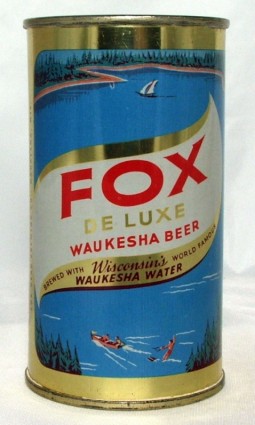 FOX
DE LUXE
WAUKESHA BEER
BREWED WITH Wisconsin's WORLD FAMOUS
WAUKESHA WATER